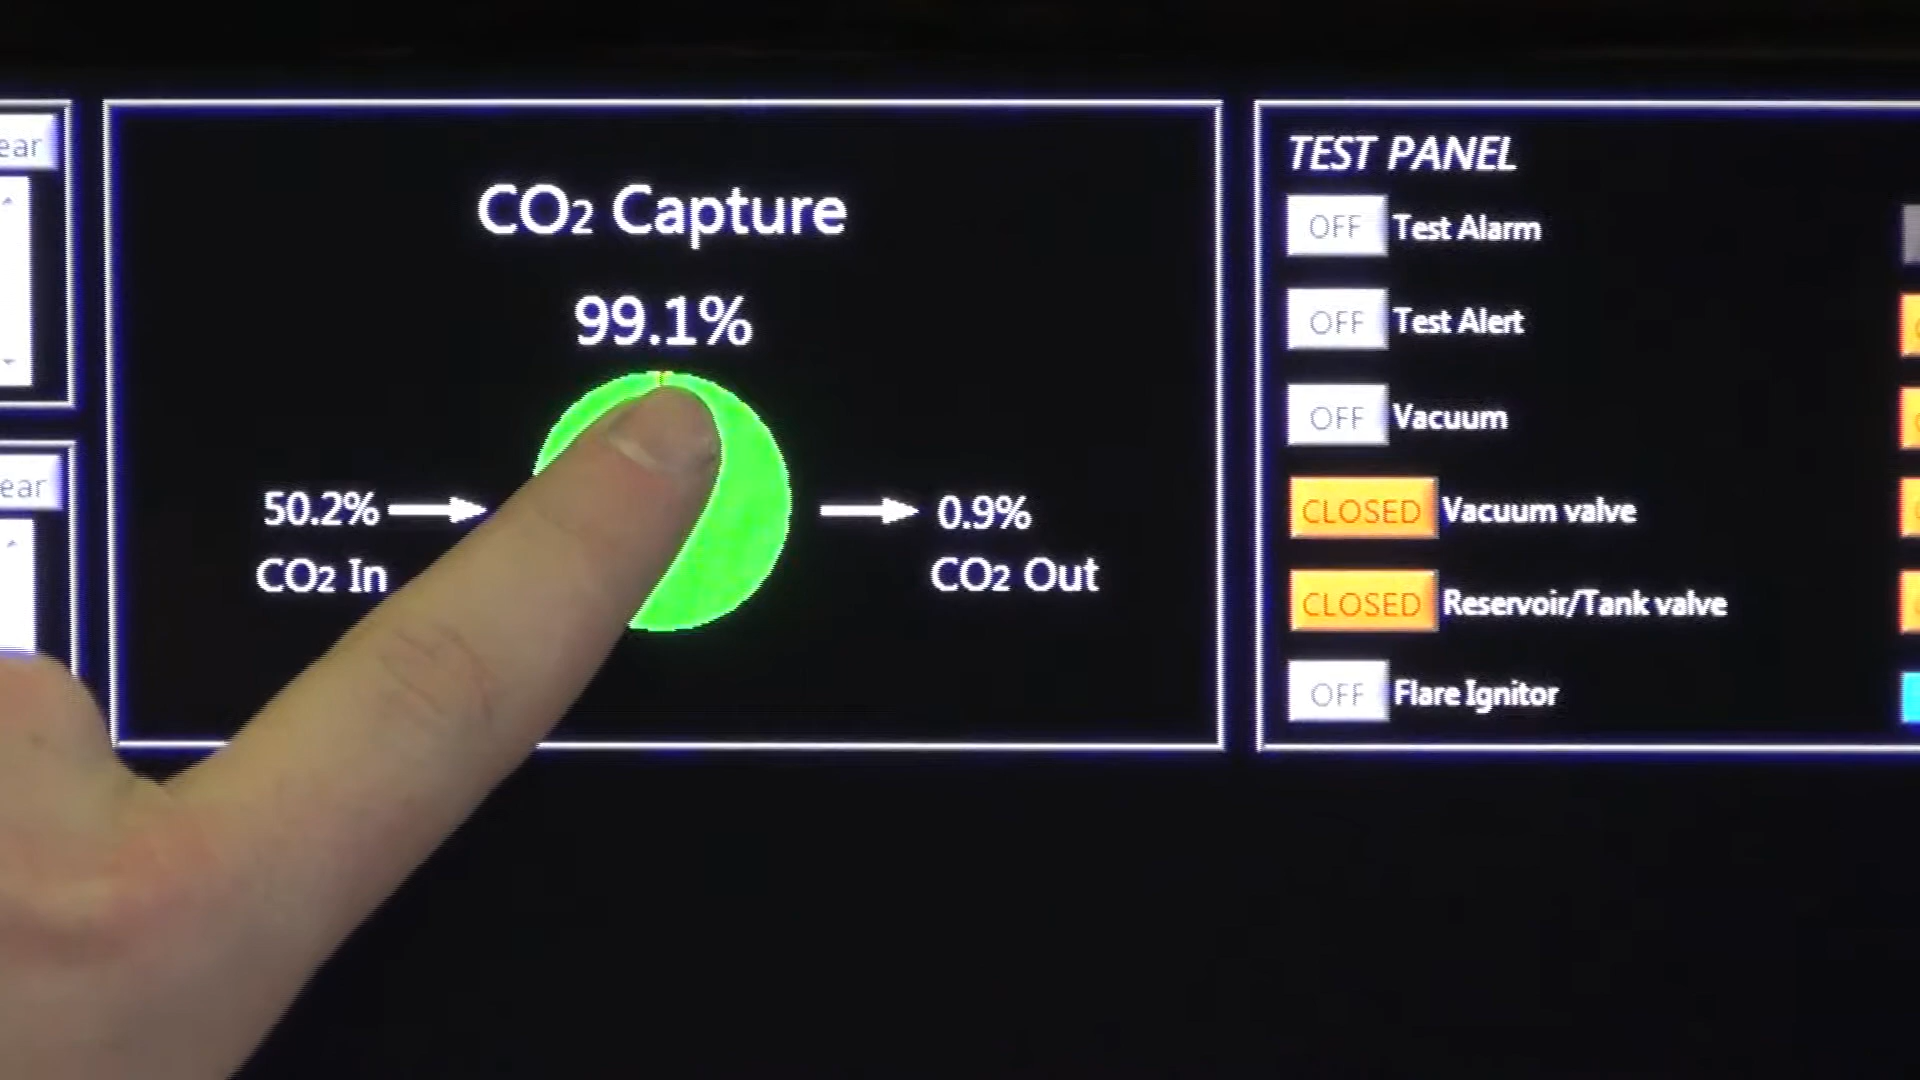 ear
ear
CO2 Capture
99.1%
50.2%
CO2 In
0.9%
CO2 Out
TEST PANEL
OFF Test Alarm
OFF Test Alert
OFF Vacuum
CLOSED Vacuum valve
CLOSED Reservoir/Tank valve
OFF Flare Ignitor